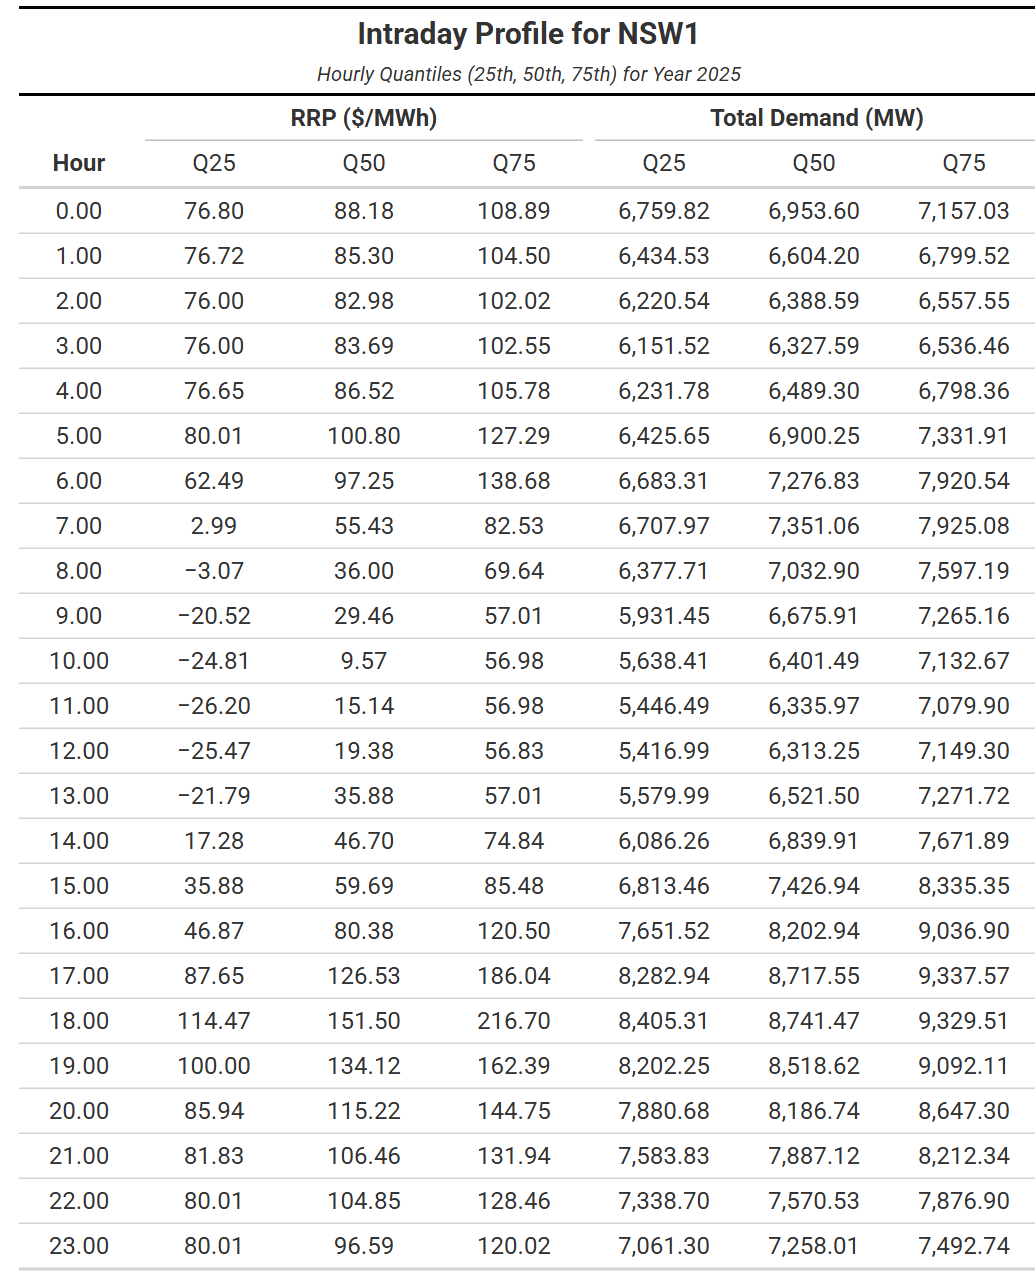 Intraday Profile for NSW1
Hourly Quantiles (25th, 50th, 75th) for Year 2025
RRP ($/MWh) Total Demand (MW)
Hour Q25 Q50 Q75 Q25 Q50 Q75
0.00 76.80 88.18 108.89 6,759.82 6,953.60 7,157.03
1.00 76.72 85.30 104.50 6,434.53 6,604.20 6,799.52
2.00 76.00 82.98 102.02 6,220.54 6,388.59 6,557.55
3.00 76.00 83.69 102.55 6,151.52 6,327.59 6,536.46
4.00 76.65 86.52 105.78 6,231.78 6,489.30 6,798.36
5.00 80.01 100.80 127.29 6,425.65 6,900.25 7,331.91
6.00 62.49 97.25 138.68 6,683.31 7,276.83 7,920.54
7.00 2.99 55.43 82.53 6,707.97 7,351.06 7,925.08
8.00 −3.07 36.00 69.64 6,377.71 7,032.90 7,597.19
9.00 −20.52 29.46 57.01 5,931.45 6,675.91 7,265.16
10.00 −24.81 9.57 56.98 5,638.41 6,401.49 7,132.67
11.00 −26.20 15.14 56.98 5,446.49 6,335.97 7,079.90
12.00 −25.47 19.38 56.83 5,416.99 6,313.25 7,149.30
13.00 −21.79 35.88 57.01 5,579.99 6,521.50 7,271.72
14.00 17.28 46.70 74.84 6,086.26 6,839.91 7,671.89
15.00 35.88 59.69 85.48 6,813.46 7,426.94 8,335.35
16.00 46.87 80.38 120.50 7,651.52 8,202.94 9,036.90
17.00 87.65 126.53 186.04 8,282.94 8,717.55 9,337.57
18.00 114.47 151.50 216.70 8,405.31 8,741.47 9,329.51
19.00 100.00 134.12 162.39 8,202.25 8,518.62 9,092.11
20.00 85.94 115.22 144.75 7,880.68 8,186.74 8,647.30
21.00 81.83 106.46 131.94 7,583.83 7,887.12 8,212.34
22.00 80.01 104.85 128.46 7,338.70 7,570.53 7,876.90
23.00 80.01 96.59 120.02 7,061.30 7,258.01 7,492.74